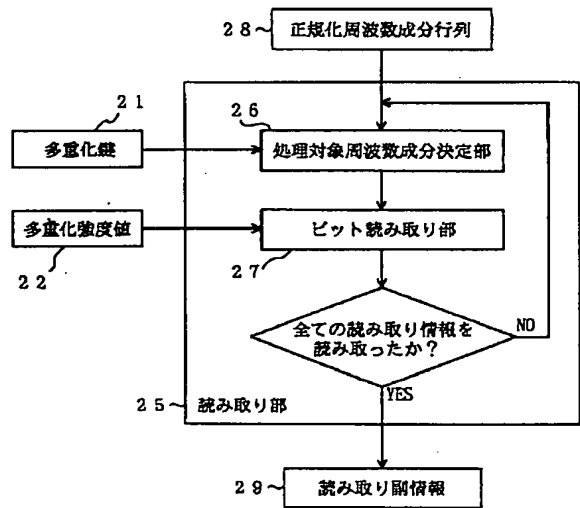 28 正規化周波数成分行列
21
26
多重化鍵
処理対象周波数成分決定部
多重化強度値
ビット読み取り部
22
27
全ての読み取り情報を
読み取ったか?
NO
YES
25 読み取り部
29 読み取り副情報